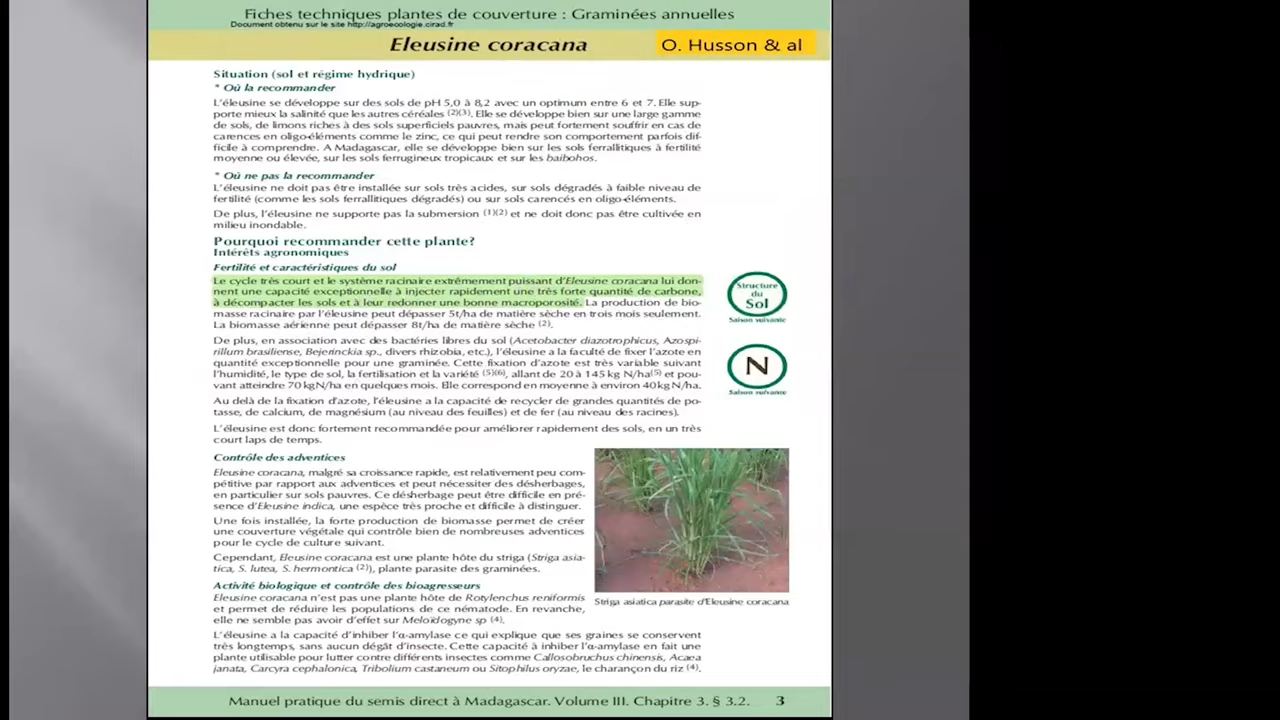 Fiches techniques plantes de couverture : Graminées annuelles
Document obtenu sur le site http://agroecologie.cirad.fr
Eleusine coracana
O. Husson & al
Situation (sol et régime hydrique)
* Où la recommander
L'éleusine se développe sur des sols de pH 5,0 à 8,2 avec un optimum entre 6 et 7. Elle sup-
porte mieux la salinité que les autres céréales (2)(3). Elle se développe bien sur une large gamme
de sols, de limons riches à des sols superficiels pauvres, mais peut fortement souffrir en cas de
carences en oligo-éléments comme le zinc, ce qui peut rendre son comportement parfois dif-
ficile à comprendre. A Madagascar, elle se développe bien sur les sols ferrallitiques à fertilité
moyenne ou élevée, sur les sols ferrugineux tropicaux et sur les baibohos.
* Où ne pas la recommander
L'éleusine ne doit pas être installée sur sols très acides, sur sols dégradés à faible niveau de
fertilité (comme les sols ferrallitiques dégradés) ou sur sols carencés en oligo-éléments.
De plus, l'éleusine ne supporte pas la submersion (1)(2) et ne doit donc pas être cultivée en
milieu inondable.
Pourquoi recommander cette plante?
Intérêts agronomiques
Fertilité et caractéristiques du sol
Le cycle très court et le système racinaire extrêmement puissant d'Eleusine coracana lui don-
nent une capacité exceptionnelle à injecter rapidement une très forte quantité de carbone,
à décompacter les sols et à leur redonner une bonne macroporosité. La production de bio-
masse racinaire par l'éleusine peut dépasser 5t/ha de matière sèche en trois mois seulement.
La biomasse aérienne peut dépasser 8t/ha de matière sèche (2).
Structure
du
Sol
Saison suivante
De plus, en association avec des bactéries libres du sol (Acetobacter diazotrophicus, Azospi-
rillum brasiliense, Bejerinckia sp., divers rhizobia, etc.), l'éleusine a la faculté de fixer l'azote en
quantité exceptionnelle pour une graminée. Cette fixation d'azote est très variable suivant
l'humidité, le type de sol, la fertilisation et la variété (5)(6), allant de 20 à 145 kg N/ha(5) et pou-
vant atteindre 70 kgN/ha en quelques mois. Elle correspond en moyenne à environ 40 kg N/ha.
N
Saison suivante
Au delà de la fixation d'azote, l'éleusine a la capacité de recycler de grandes quantités de po-
tasse, de calcium, de magnésium (au niveau des feuilles) et de fer (au niveau des racines).
L'éleusine est donc fortement recommandée pour améliorer rapidement des sols, en un très
court laps de temps.
Contrôle des adventices
Eleusine coracana, malgré sa croissance rapide, est relativement peu com-
pétitive par rapport aux adventices et peut nécessiter des désherbages,
en particulier sur sols pauvres. Ce désherbage peut être difficile en pré-
sence d'Eleusine indica, une espèce très proche et difficile à distinguer.
Une fois installée, la forte production de biomasse permet de créer
une couverture végétale qui contrôle bien de nombreuses adventices
pour le cycle de culture suivant.
Cependant, Eleusine coracana est une plante hôte du striga (Striga asia-
tica, S. lutea, S. hermontica (2)), plante parasite des graminées.
Striga asiatica parasite d'Eleusine coracana
Activité biologique et contrôle des bioagresseurs
Eleusine coracana n'est pas une plante hôte de Rotylenchus reniformis
et permet de réduire les populations de ce nématode. En revanche,
elle ne semble pas avoir d'effet sur Meloïdogyne sp (4).
L'éleusine a la capacité d'inhiber l'α-amylase ce qui explique que ses graines se conservent
très longtemps, sans aucun dégât d'insecte. Cette capacité à inhiber l'α-amylase en fait une
plante utilisable pour lutter contre différents insectes comme Callosobruchus chinensis, Acaea
janata, Carcyra cephalonica, Tribolium castaneum ou Sitophilus oryzae, le charançon du riz (4).
Manuel pratique du semis direct à Madagascar. Volume III. Chapitre 3. § 3.2. 3